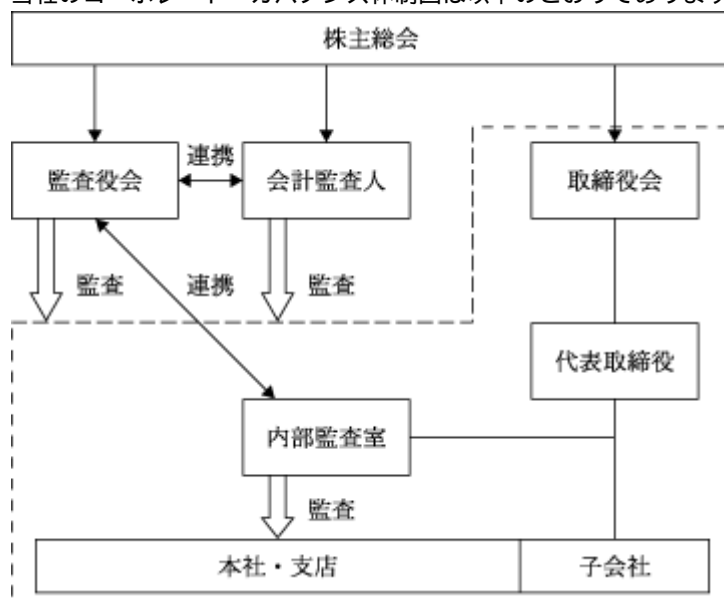 当社のコーポレート・ガバナンス体制図は以下のとおりであります
株主総会
連携
監査役会
会計監査人
取締役会
監査
連携
監査
代表取締役
内部監査室
監査
本社・支店
子会社